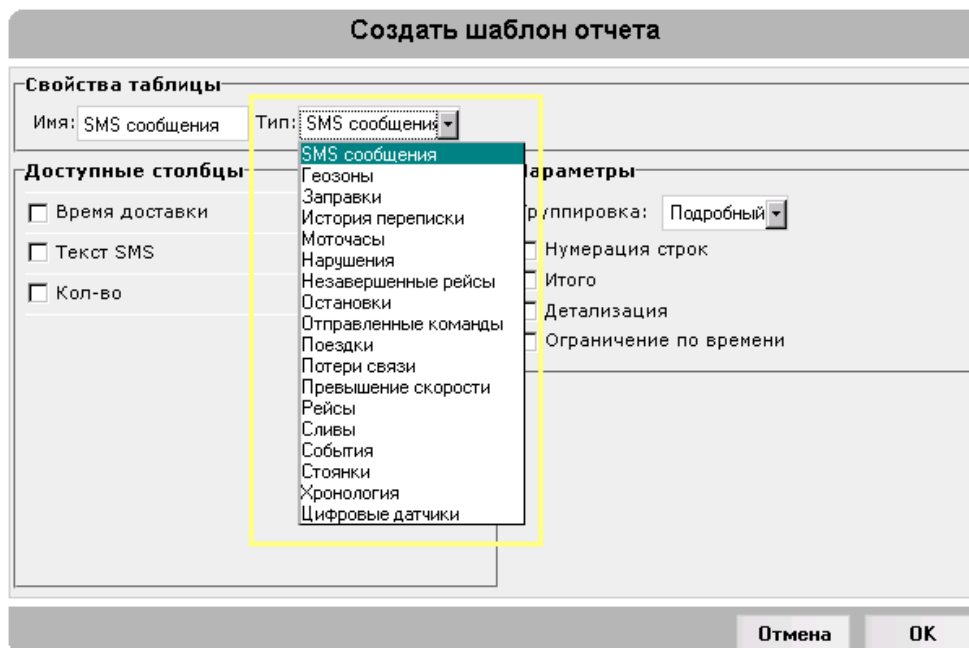 Создать шаблон отчета
Свойства таблицы
Имя: SMS сообщения Тип: SMS сообщения
Доступные столбцы
Время доставки
Текст SMS
Кол-во
SMS сообщения
Геозоны
Заправки
История переписки
Моточасы
Нарушения
Незавершенные рейсы
Остановки
Отправленные команды
Поездки
Потери связи
Превышение скорости
Рейсы
Сливы
События
Стоянки
Хронология
Цифровые датчики
Параметры
Группировка: Подробный
Нумерация строк
Итого
Детализация
Ограничение по времени
Отмена OK